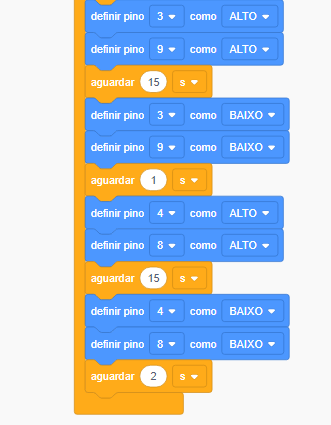 definir pino 3 como ALTO
definir pino 9 como ALTO
aguardar 15 s
definir pino 3 como BAIXO
definir pino 9 como BAIXO
aguardar 1 s
definir pino 4 como ALTO
definir pino 8 como ALTO
aguardar 15 s
definir pino 4 como BAIXO
definir pino 8 como BAIXO
aguardar 2 s